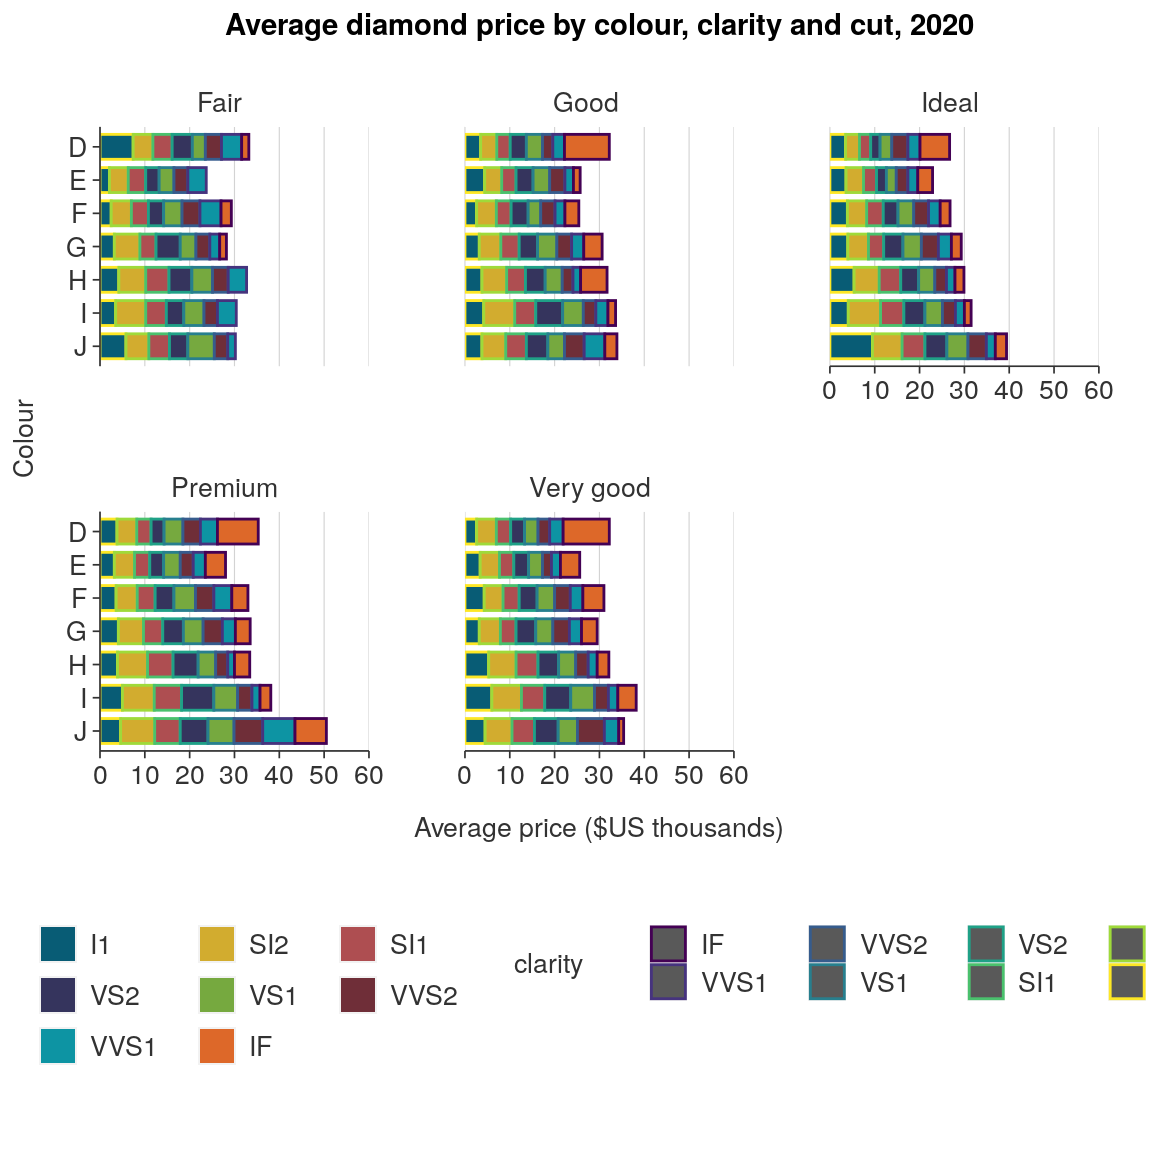 Average diamond price by colour, clarity and cut, 2020
Fair
Good
Ideal
D
E
F
G
H
I
J
0 10 20 30 40 50 60
Colour
Premium
Very good
D
E
F
G
H
I
J
0 10 20 30 40 50 60
0 10 20 30 40 50 60
Average price ($US thousands)
I1
SI2
SI1
VS2
VS1
VVS2
VVS1
IF
clarity
IF
VVS2
VS2
VVS1
VS1
SI1